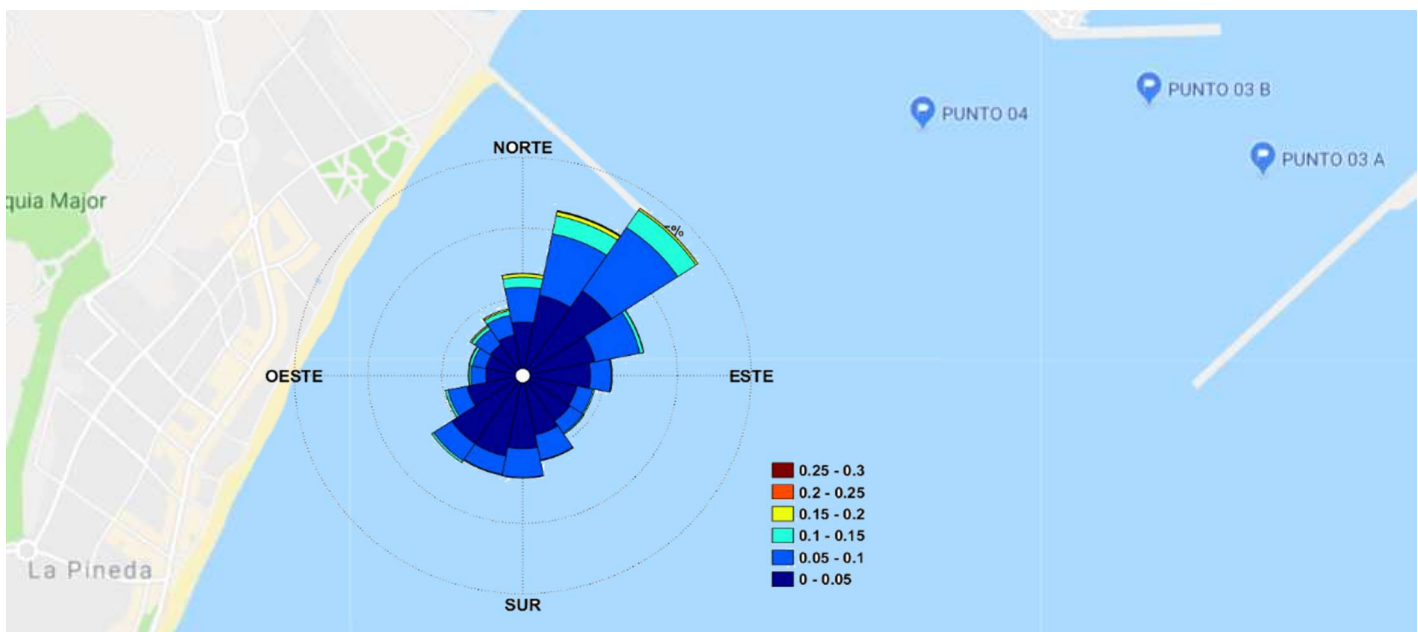 PUNTO 03 B
PUNTO 04
NORTE
PUNTO 03 A
quia Major
%
OESTE
ESTE
0.25 - 0.3
0.2 - 0.25
0.15 - 0.2
0.1 - 0.15
0.05 - 0.1
0 - 0.05
La Pineda
SUR